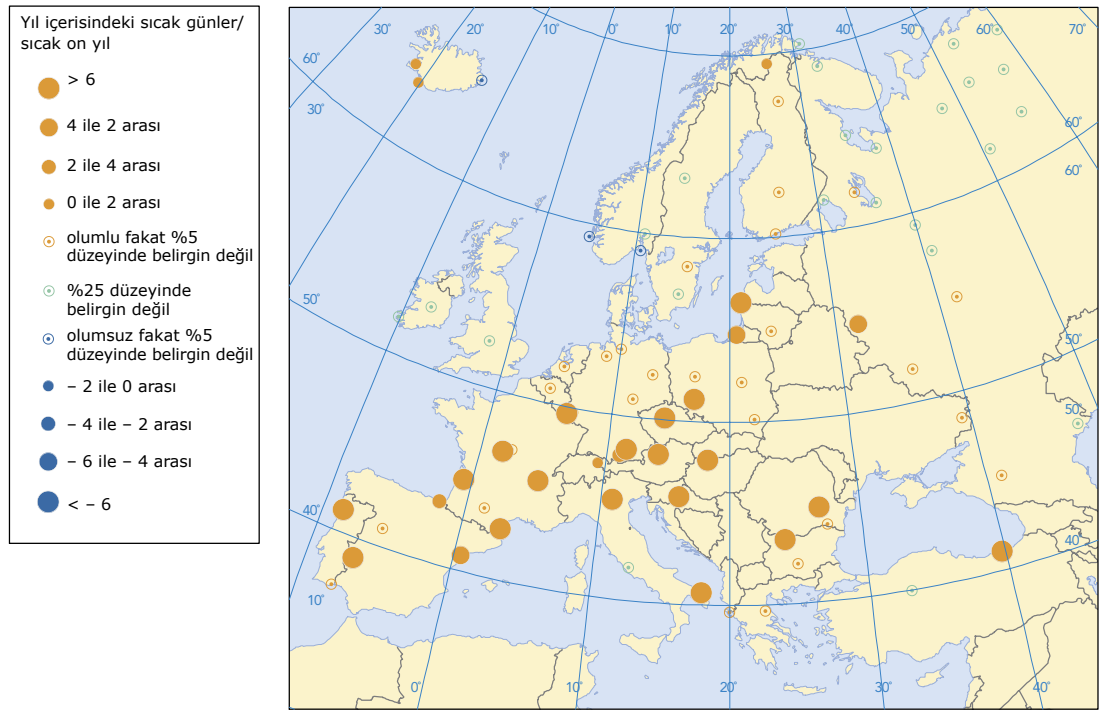 Yıl içerisindeki sıcak günler/
sıcak on yıl
> 6
4 ile 2 arası
2 ile 4 arası
0 ile 2 arası
olumlu fakat %5
düzeyinde belirgin değil
%25 düzeyinde
belirgin değil
olumsuz fakat %5
düzeyinde belirgin değil
– 2 ile 0 arası
– 4 ile – 2 arası
– 6 ile – 4 arası
< – 6
30°
20°
10°
0°
10°
20°
30°
40°
50°
60°
70°
60°
30°
60°
60°
50°
50°
50°
40°
40°
10°
0°
10°
20°
30°
40°